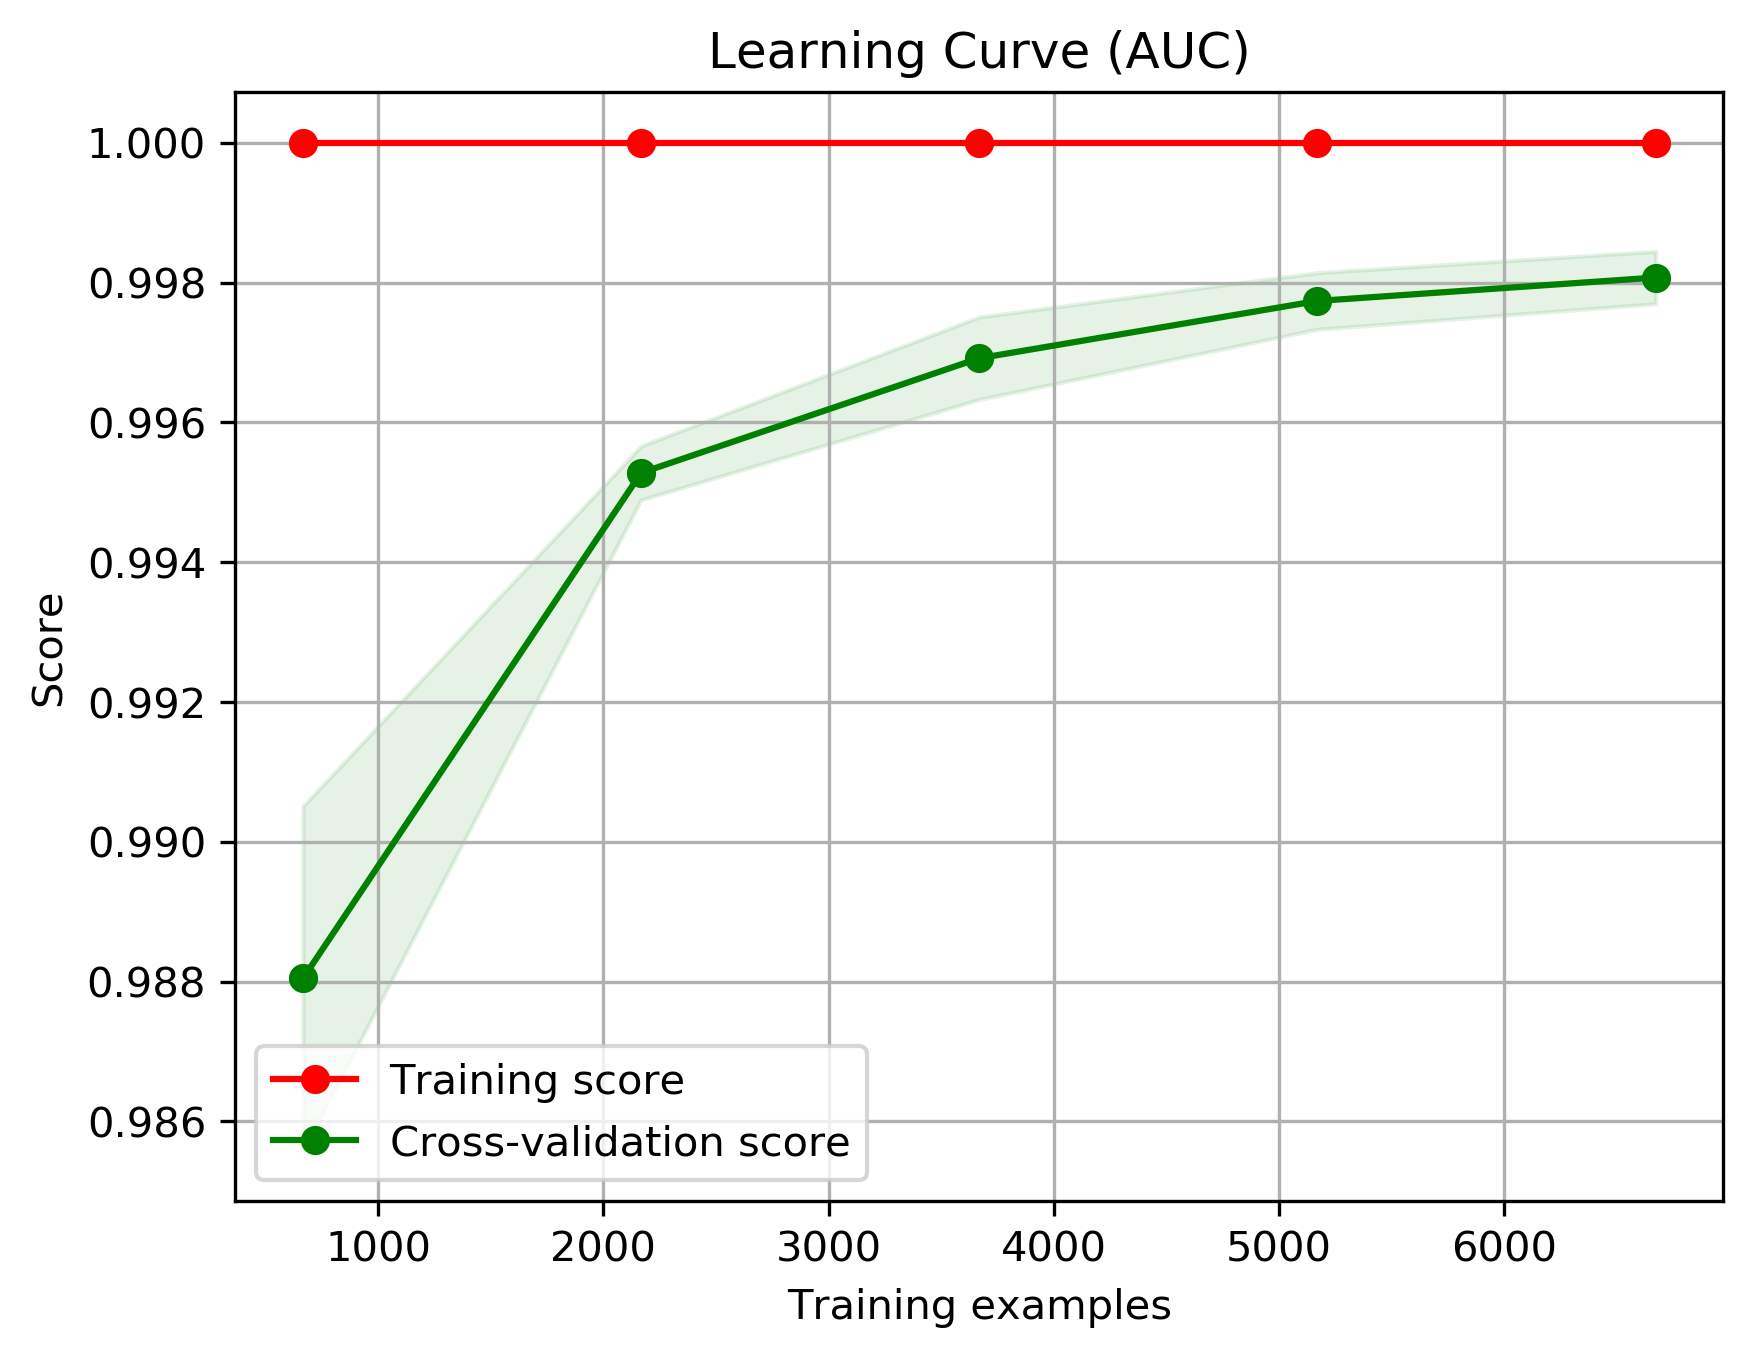 Learning Curve (AUC)
1.000
0.998
0.996
0.994
0.992
0.990
0.988
0.986
Score
Training score
Cross-validation score
1000 2000 3000 4000 5000 6000
Training examples